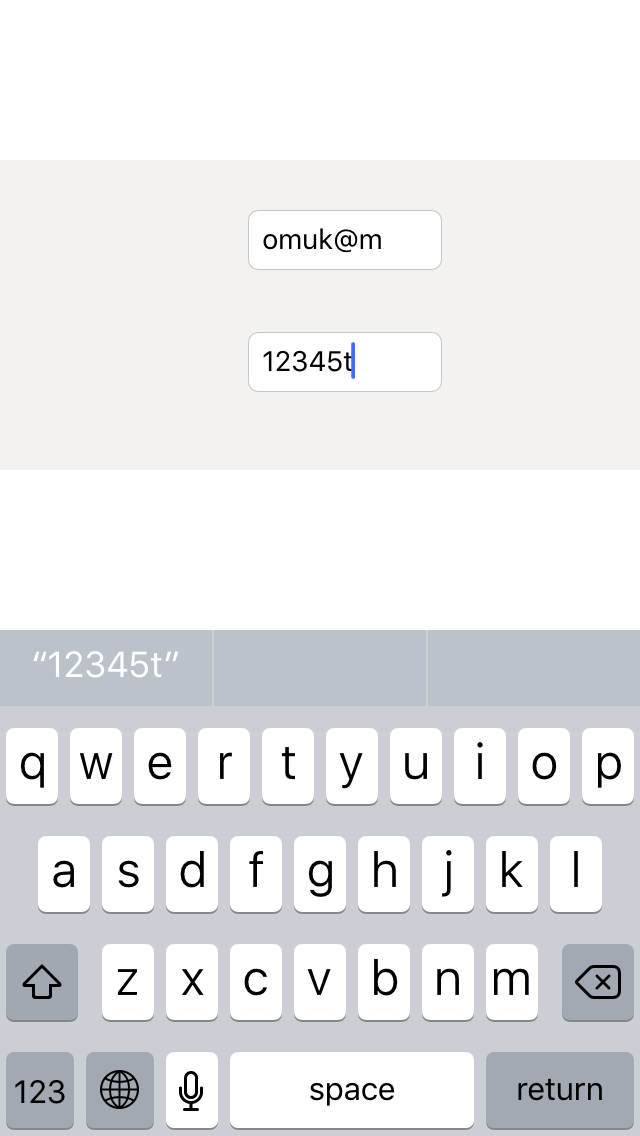 omuk@m
12345t
“12345t”
q w e r t y u i o p
a s d f g h j k l
z x c v b n m
123 space return